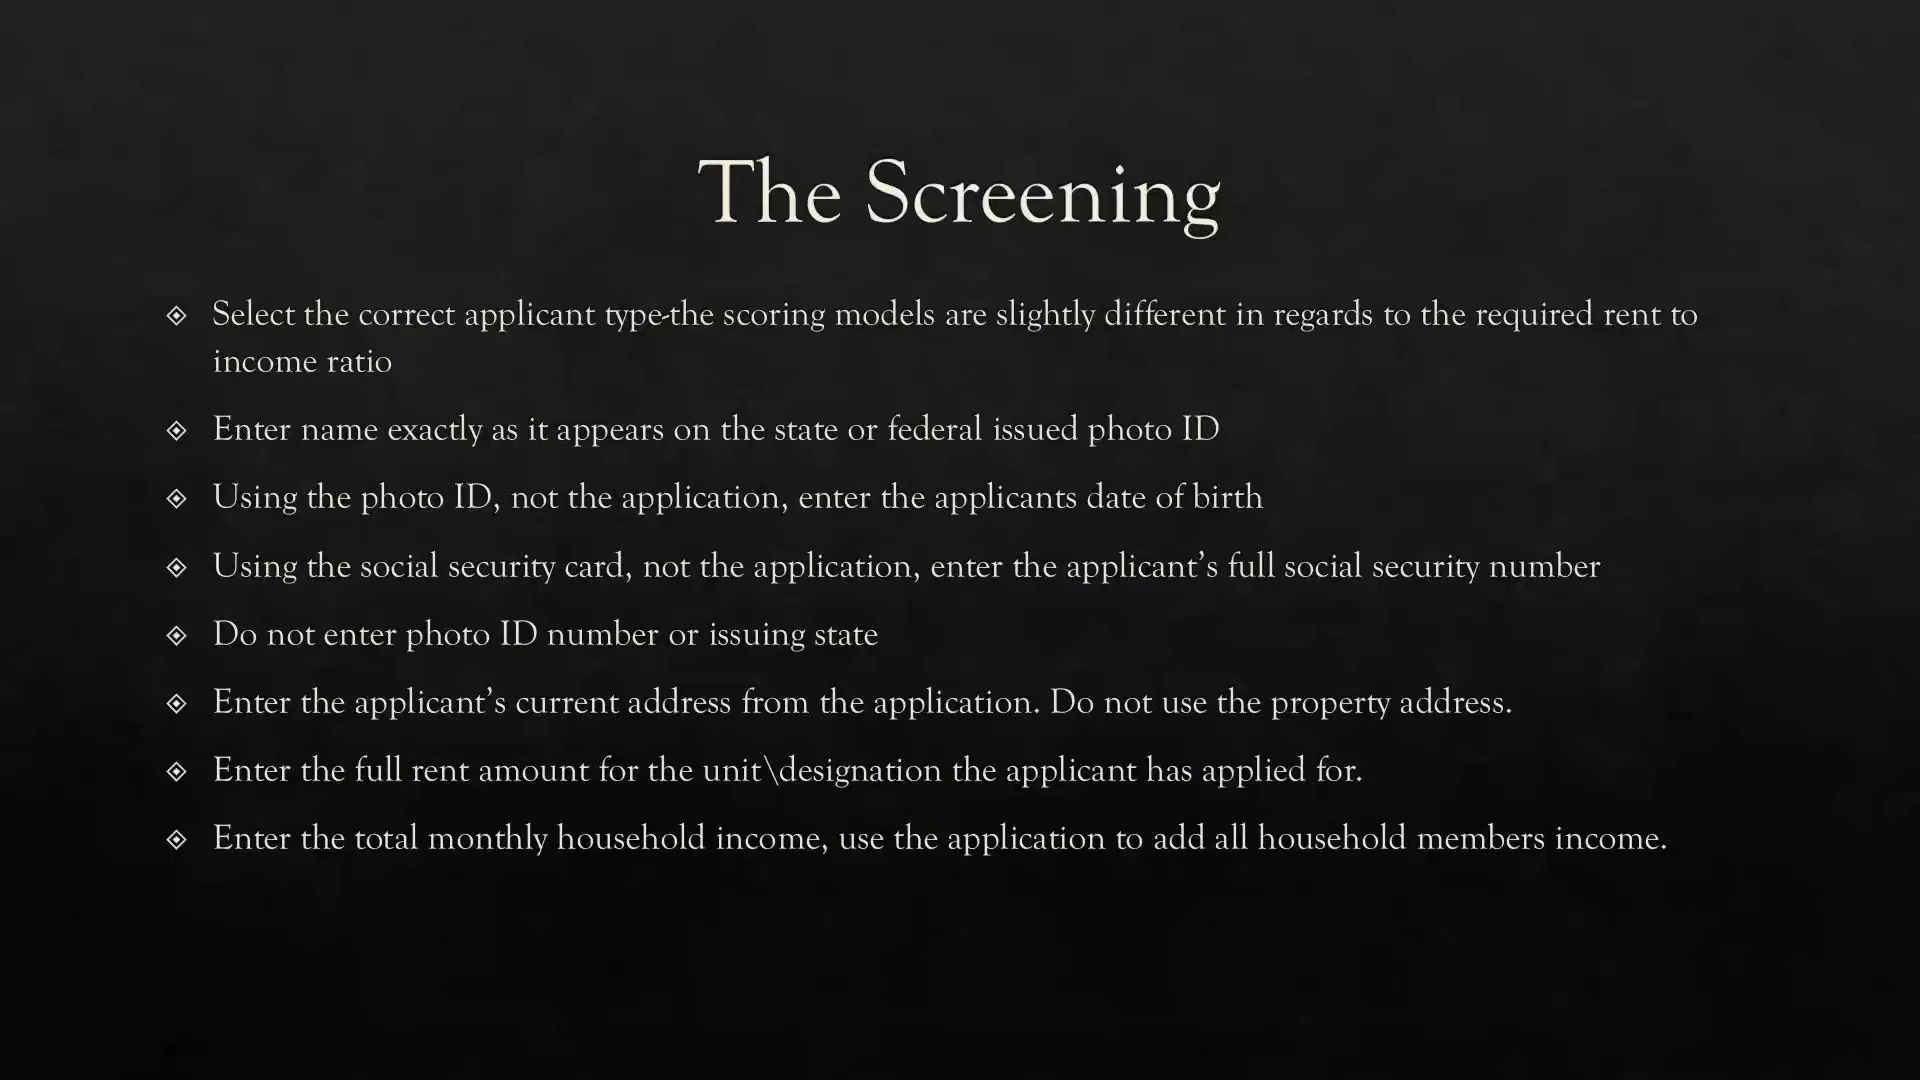 The Screening
Select the correct applicant type-the scoring models are slightly different in regards to the required rent to
income ratio
Enter name exactly as it appears on the state or federal issued photo ID
Using the photo ID, not the application, enter the applicants date of birth
Using the social security card, not the application, enter the applicant’s full social security number
Do not enter photo ID number or issuing state
Enter the applicant’s current address from the application. Do not use the property address.
Enter the full rent amount for the unit\designation the applicant has applied for.
Enter the total monthly household income, use the application to add all household members income.